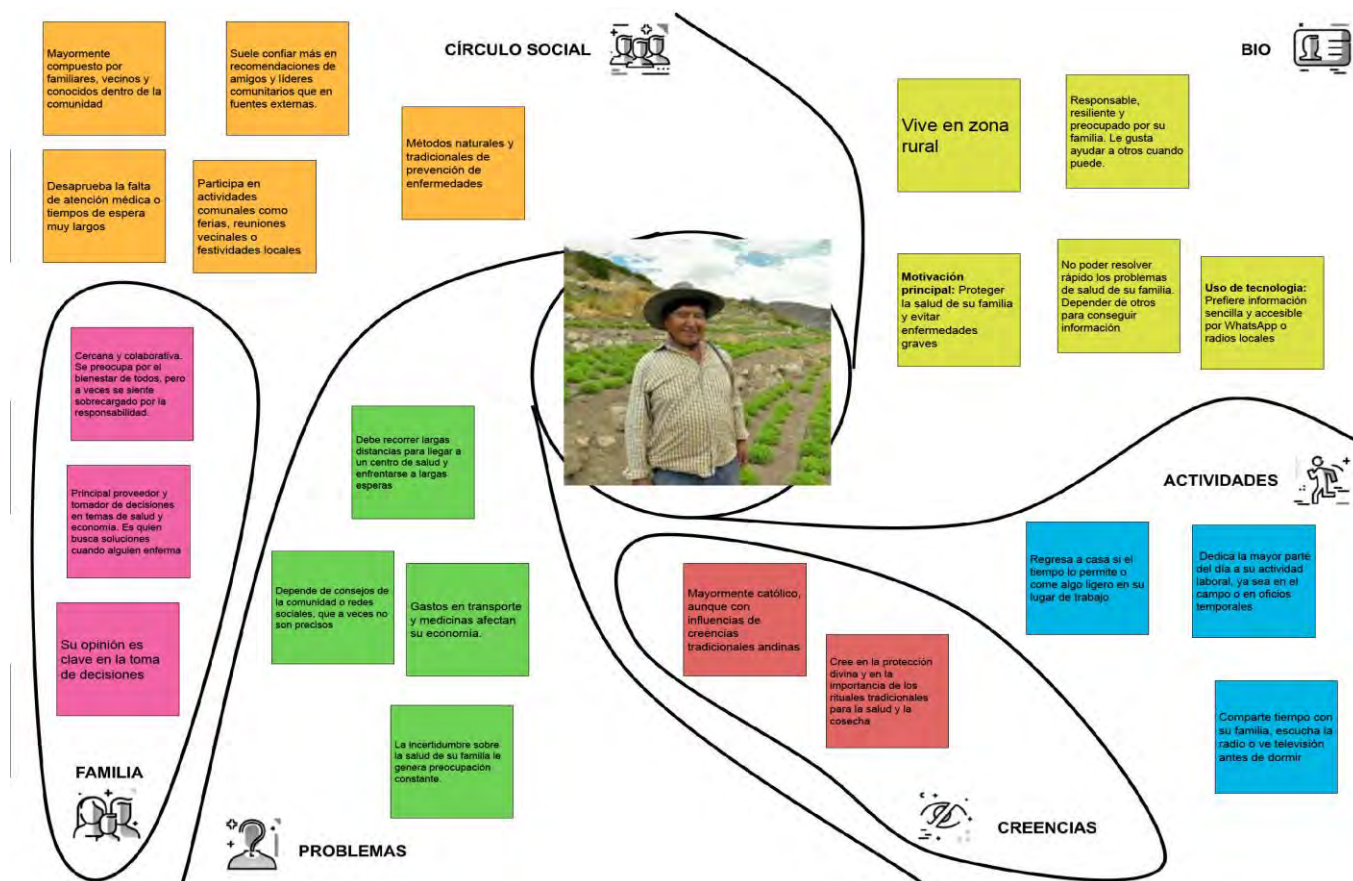 CÍRCULO SOCIAL
Mayormente
compuesto por
familiares, vecinos y
conocidos dentro de la
comunidad
Suele confiar más en
recomendaciones de
amigos y líderes
comunitarios que en
fuentes externas.
Métodos naturales y
tradicionales de
prevención de
enfermedades
Desaprueba la falta
de atención médica o
tiempos de espera
muy largos
Participa en
actividades
comunales como
ferias, reuniones
vecinales o
festividades locales
BIO
Vive en zona
rural
Responsable,
resiliente y
preocupado por su
familia. Le gusta
ayudar a otros cuando
puede.
Motivación
principal: Proteger
la salud de su familia
y evitar
enfermedades
graves
No poder resolver
rápido los problemas
de salud de su familia.
Depender de otros
para conseguir
información
Uso de tecnología:
Prefiere información
sencilla y accesible
por WhatsApp o
radios locales
Cercana y colaborativa.
Se preocupa por el
bienestar de todos, pero
a veces se siente
sobrecargado por la
responsabilidad.
Principal proveedor y
tomador de decisiones
en temas de salud y
economía. Es quien
busca soluciones
cuando alguien enferma
Su opinión es
clave en la toma
de decisiones
FAMILIA
Debe recorrer largas
distancias para llegar a
un centro de salud y
enfrentarse a largas
esperas
Depende de consejos de
la comunidad o redes
sociales, que a veces no
son precisos
Gastos en transporte
y medicinas afectan
su economía.
La incertidumbre sobre
la salud de su familia le
genera preocupación
constante.
PROBLEMAS
Mayormente católico,
aunque con
influencias de
creencias
tradicionales andinas
Cree en la protección
divina y en la
importancia de los
rituales tradicionales
para la salud y la
cosecha
CREENCIAS
ACTIVIDADES
Regresa a casa si el
tiempo lo permite o
come algo ligero en su
lugar de trabajo
Dedica la mayor parte
del día a su actividad
laboral, ya sea en el
campo o en oficios
temporales
Comparte tiempo con
su familia, escucha la
radio o ve televisión
antes de dormir